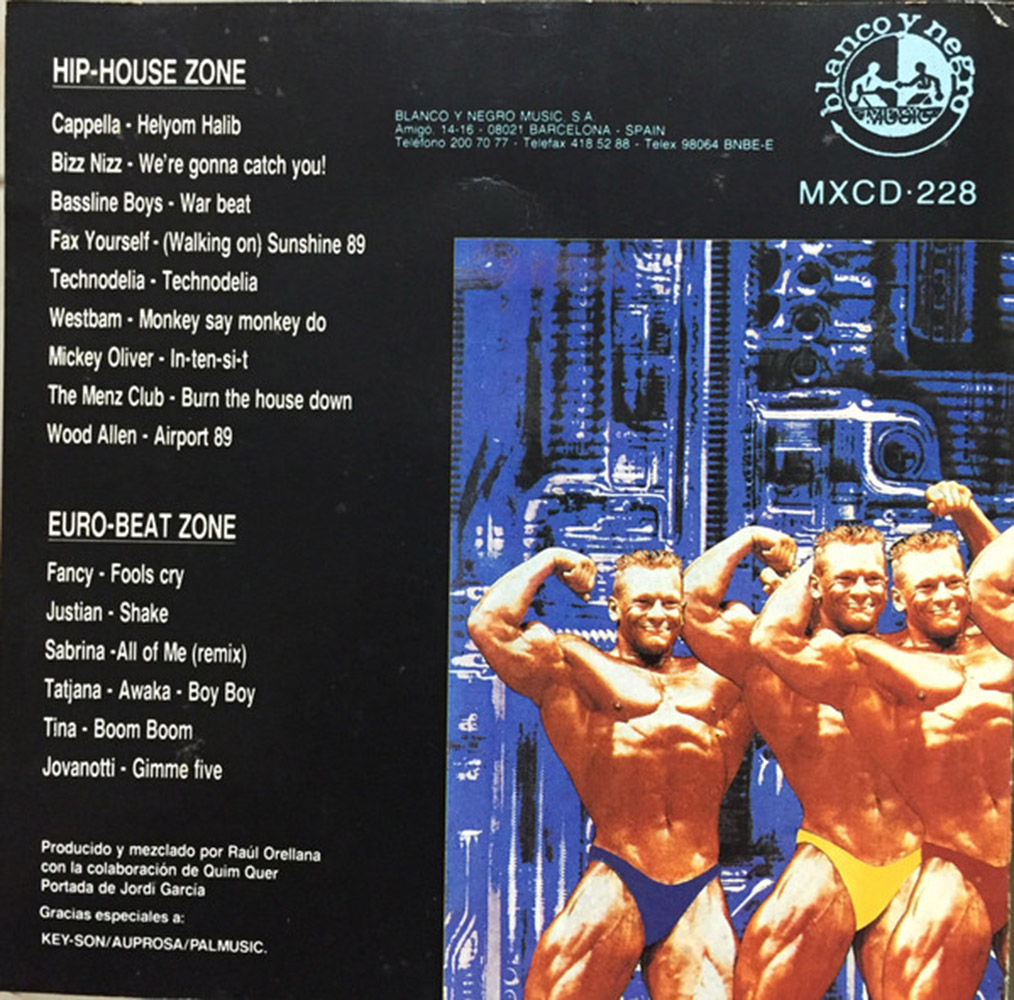 HIP-HOUSE ZONE
Cappella - Helyom Halib
Bizz Nizz - We're gonna catch you!
Bassline Boys - War beat
Fax Yourself - (Walking on) Sunshine 89
Technodelia - Technodelia
Westbam - Monkey say monkey do
Mickey Oliver - In-ten-si-t
The Menz Club - Burn the house down
Wood Allen - Airport 89
EURO-BEAT ZONE
Fancy - Fools cry
Justian - Shake
Sabrina -All of Me (remix)
Tatjana - Awaka - Boy Boy
Tina - Boom Boom
Jovanotti - Gimme five
Producido y mezclado por Raúl Orellana
con la colaboración de Quim Quer
Portada de Jordi García
Gracias especiales a:
KEY-SON/AUPROSA/PALMUSIC.
BLANCO Y NEGRO MUSIC. S A
Amigo, 14-16 - 08021 BARCELONA - SPAIN
Teléfono 200 70 77 - Telefax 418 52 88 - Telex 98064 BNBE-E
blanco y negro
MUSIC
MXCD·228